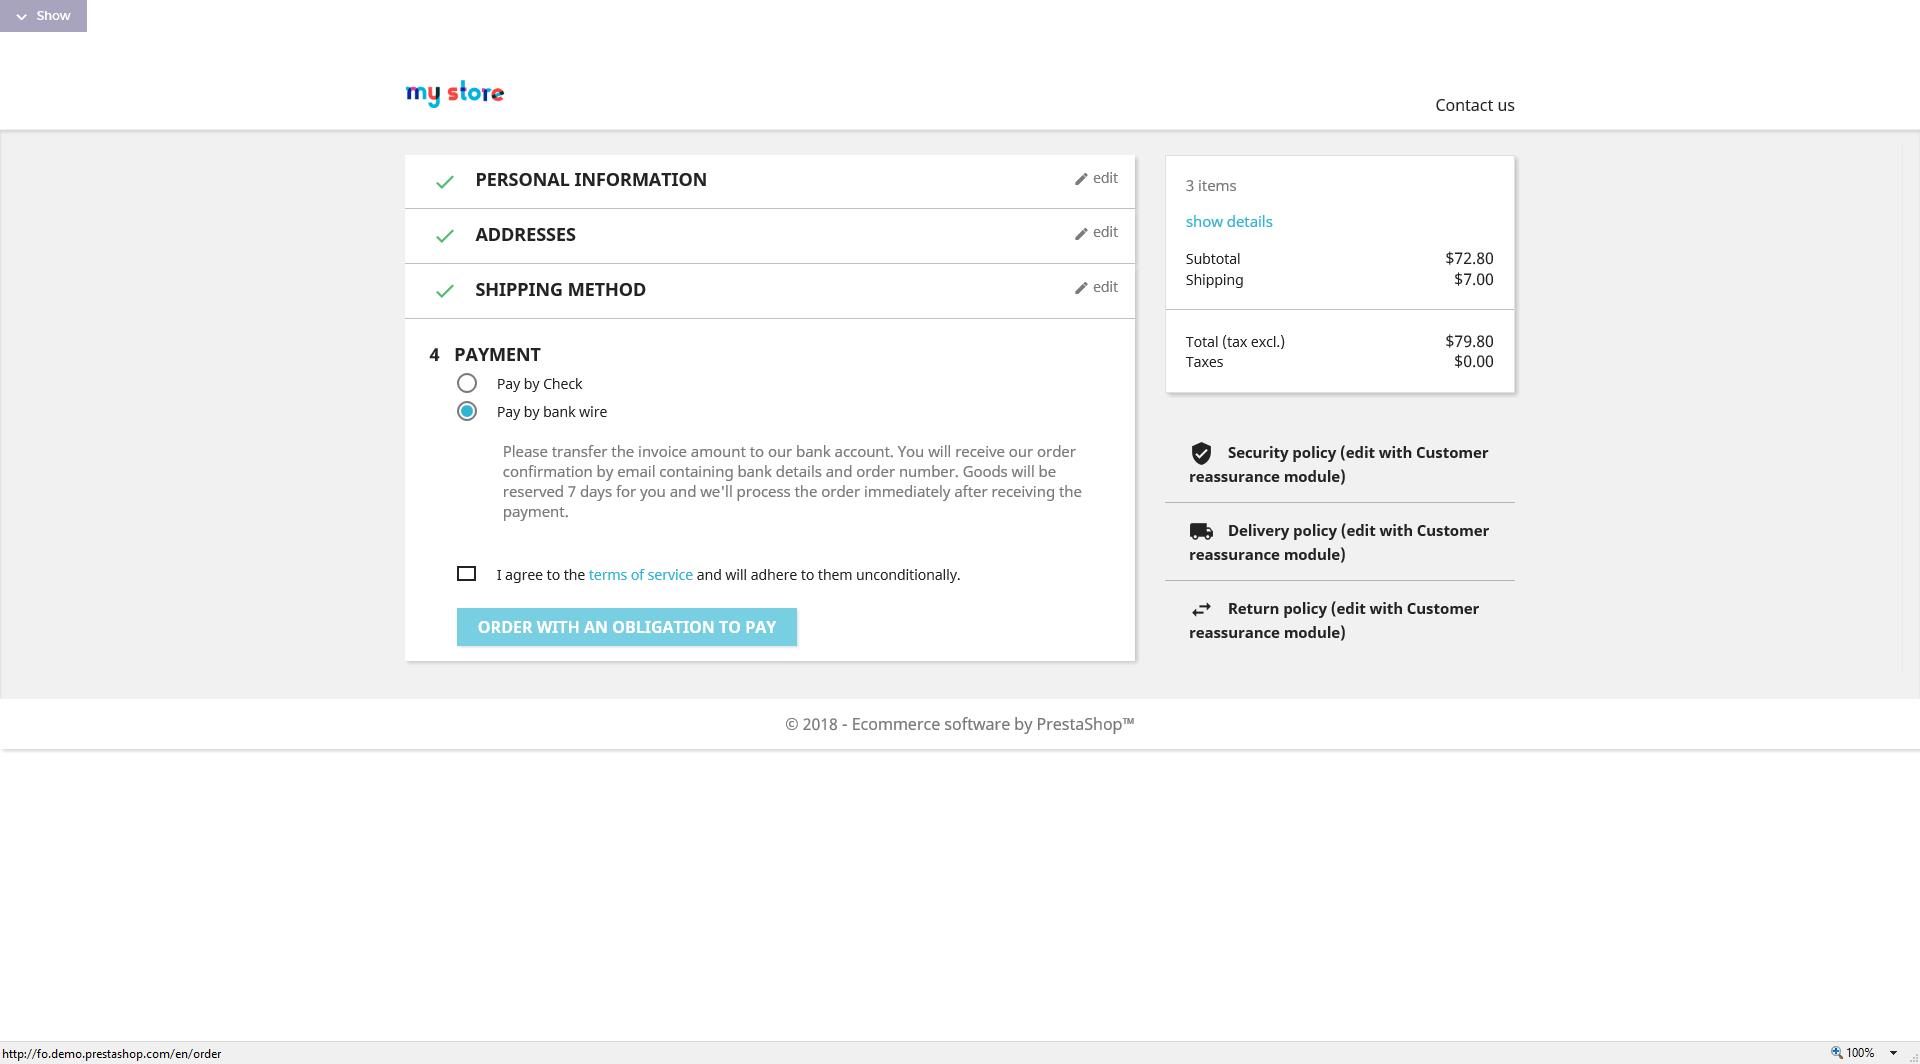 Show
my store
Contact us
PERSONAL INFORMATION
edit
ADDRESSES
edit
SHIPPING METHOD
edit
4 PAYMENT
Pay by Check
Pay by bank wire
Please transfer the invoice amount to our bank account. You will receive our order
confirmation by email containing bank details and order number. Goods will be
reserved 7 days for you and we'll process the order immediately after receiving the
payment.
I agree to the terms of service and will adhere to them unconditionally.
ORDER WITH AN OBLIGATION TO PAY
3 items
show details
Subtotal $72.80
Shipping $7.00
Total (tax excl.) $79.80
Taxes $0.00
Security policy (edit with Customer
reassurance module)
Delivery policy (edit with Customer
reassurance module)
Return policy (edit with Customer
reassurance module)
© 2018 - Ecommerce software by PrestaShop™
http://fo.demo.prestashop.com/en/order
100%